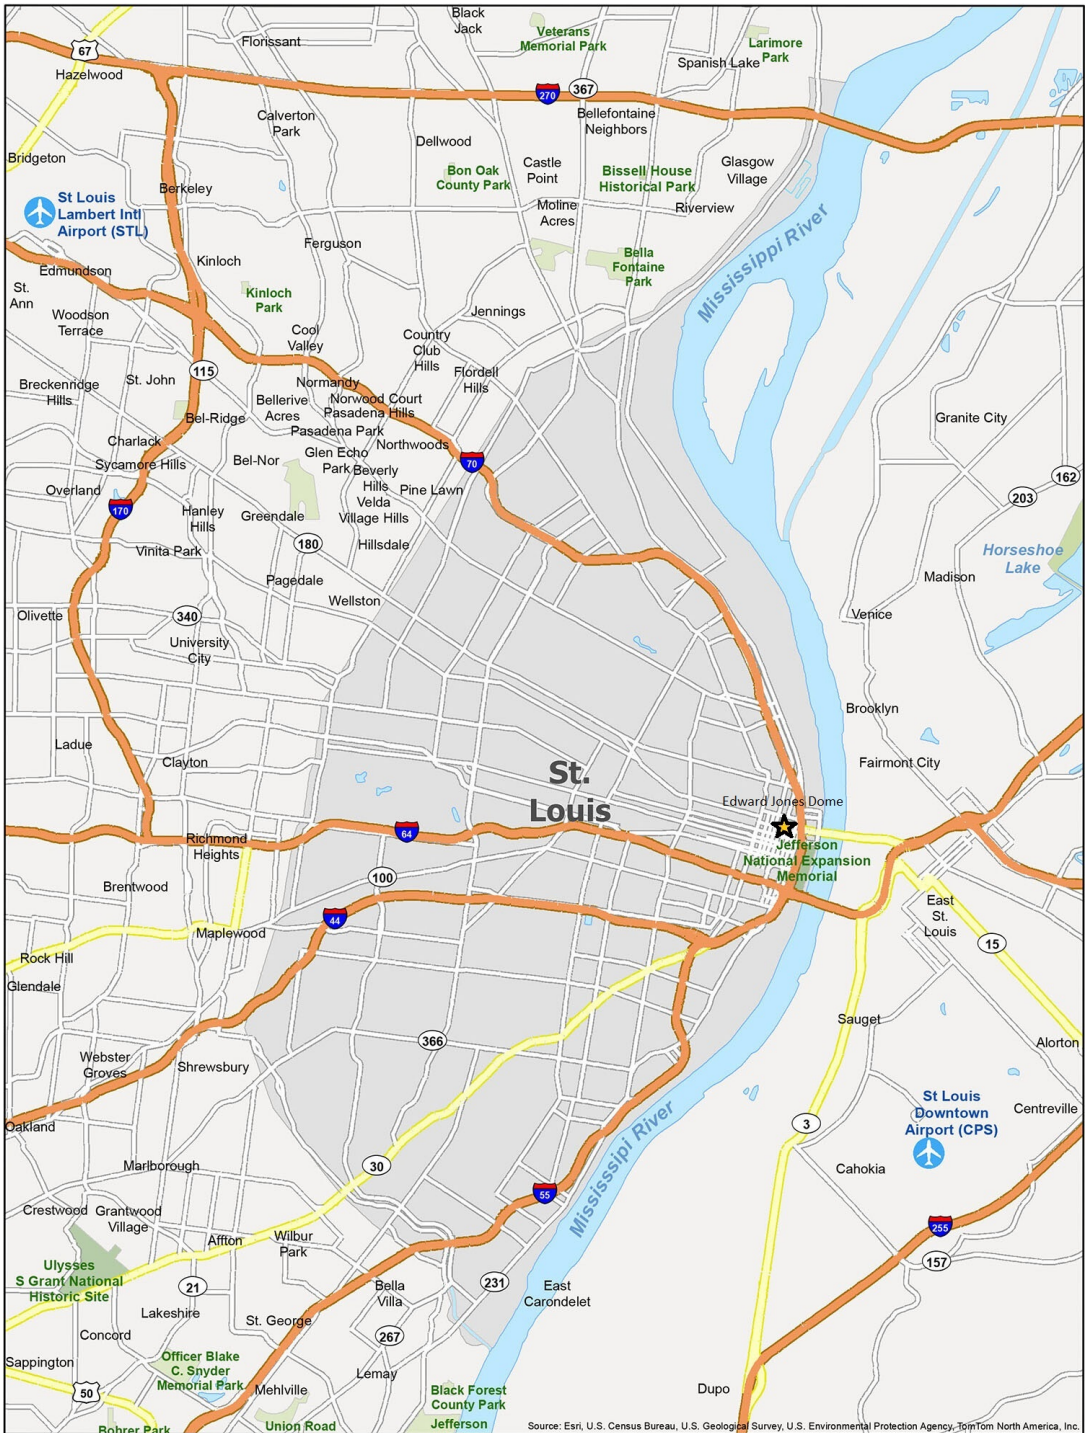 Black
Jack
Florissant
Veterans
Memorial Park
Larimore
Park
67
Hazelwood
Spanish Lake
270
367
Calverton
Park
Bellefontaine
Neighbors
Dellwood
Bridgeton
Castle
Point
Glasgow
Village
Bon Oak
County Park
Bissell House
Historical Park
Berkeley
St Louis
Lambert Intl
Airport (STL)
Moline
Acres
Riverview
Ferguson
Mississippi River
Kinloch
Edmundson
Bella
Fontaine
Park
St.
Ann
Kinloch
Park
Woodson
Terrace
Jennings
Cool
Valley
Country
Club
Hills
115
St. John
Flordell
Hills
Breckenridge
Hills
Normandy
Norwood Court
Bellerive
Acres
Pasadena Hills
Bel-Ridge
Granite City
Pasadena Park
Charlack
Northwoods
Sycamore Hills
Bel-Nor
Glen Echo
Park
Beverly
Hills
70
162
Overland
Pine Lawn
203
170
Velda
Village Hills
Hanley
Hills
Greendale
180
Hillsdale
Vinita Park
Horseshoe
Lake
Pagedale
Madison
Wellston
Olivette
340
Venice
University
City
Brooklyn
Ladue
Clayton
Fairmont City
St.
Louis
Edward Jones Dome
64
Richmond
Heights
Jefferson
National Expansion
Memorial
100
Brentwood
44
East
St.
Louis
Maplewood
15
Rock Hill
Glendale
Sauget
366
Alorton
Webster
Groves
Shrewsbury
St Louis
Downtown
Airport (CPS)
Centreville
Oakland
3
Mississippi River
Marlborough
30
Cahokia
55
Crestwood
Grantwood
Village
255
Affton
Wilbur
Park
157
Ulysses
S Grant National
Historic Site
21
231
Bella
Villa
East
Carondelet
Lakeshire
St. George
267
Concord
Sappington
Officer Blake
C. Snyder
Memorial Park
Lemay
50
Mehlville
Dupo
Black Forest
County Park
Bohrer Park
Union Road
Jefferson
Source: Esri, U.S. Census Bureau, U.S. Geological Survey, U.S. Environmental Protection Agency, TomTom North America, Inc.